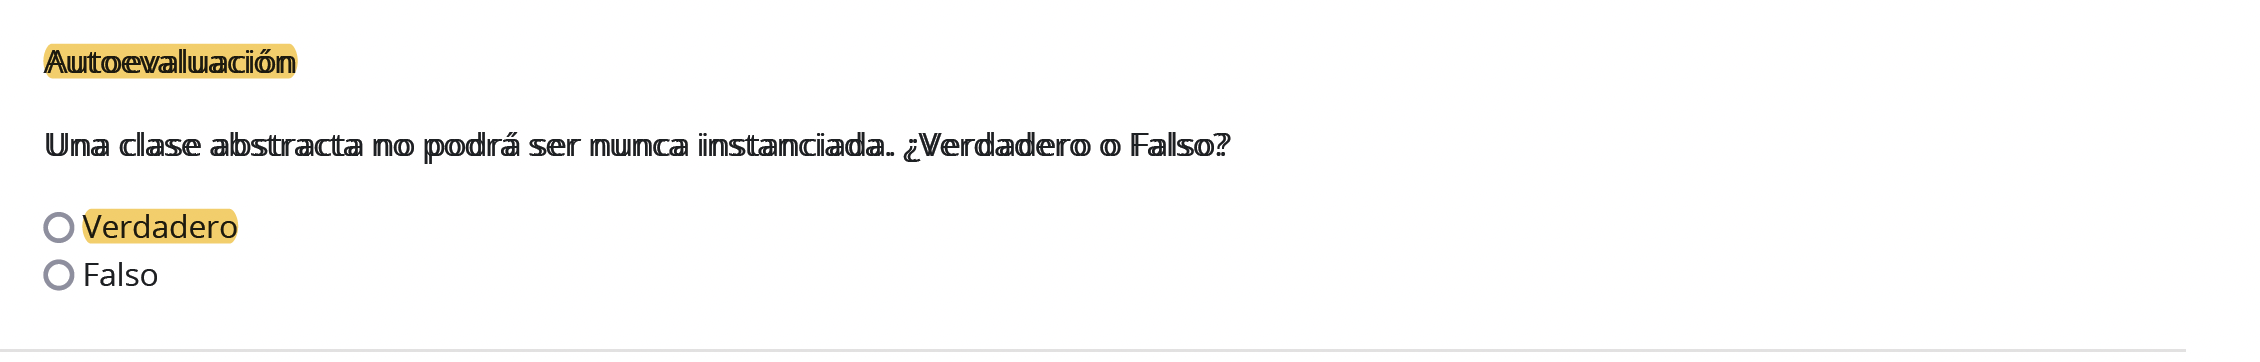 Autoevaluación
Una clase abstracta no podrá ser nunca instanciada. ¿Verdadero o Falso?
Verdadero
Falso